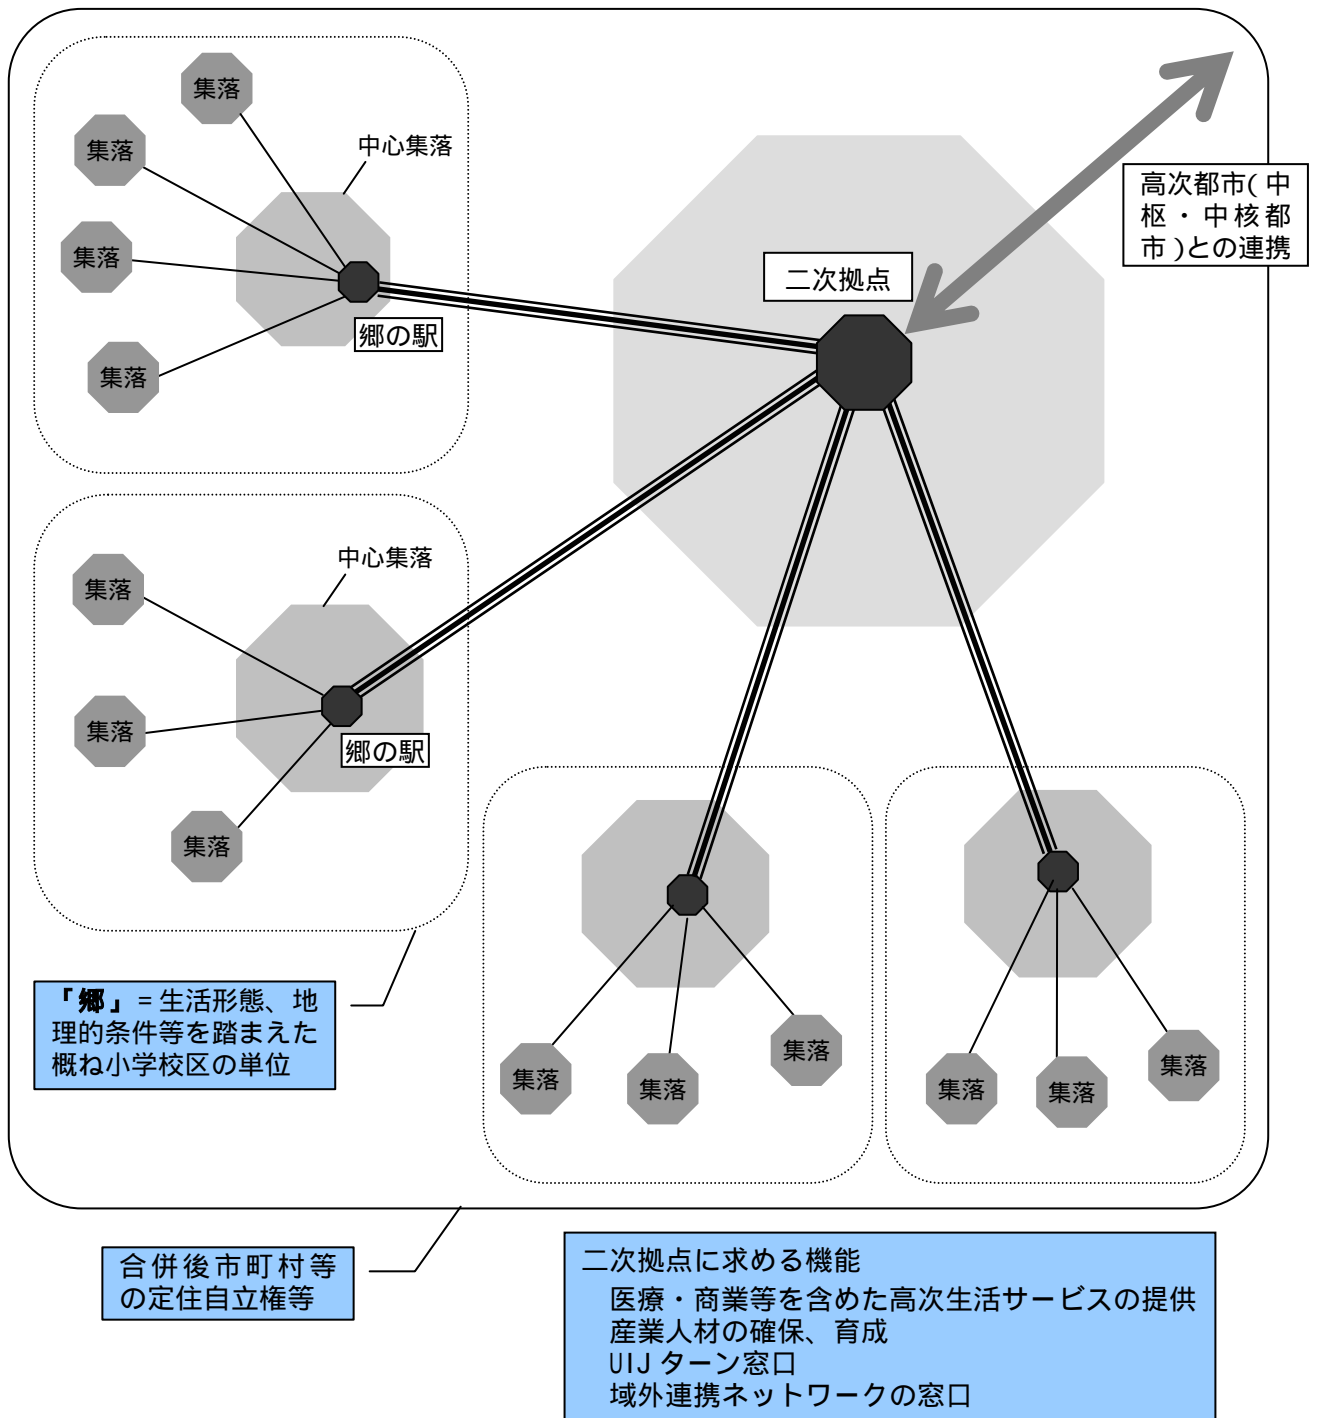 集落
集落
中心集落
集落
集落
郷の駅
二次拠点
高次都市(中
枢・中核都
市)との連携
中心集落
集落
集落
集落
郷の駅
集落
集落
集落
集落
集落
集落
「郷」=生活形態、地
理的条件等を踏まえた
概ね小学校区の単位
合併後市町村等
の定住自立権等
二次拠点に求める機能
医療・商業等を含めた高次生活サービスの提供
産業人材の確保、育成
UIJターン窓口
域外連携ネットワークの窓口